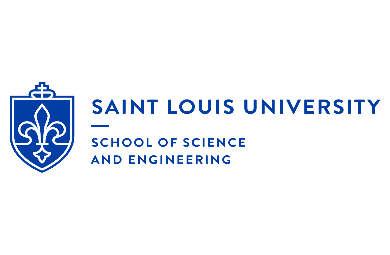 SAINT LOUIS UNIVERSITY
SCHOOL OF SCIENCE
AND ENGINEERING